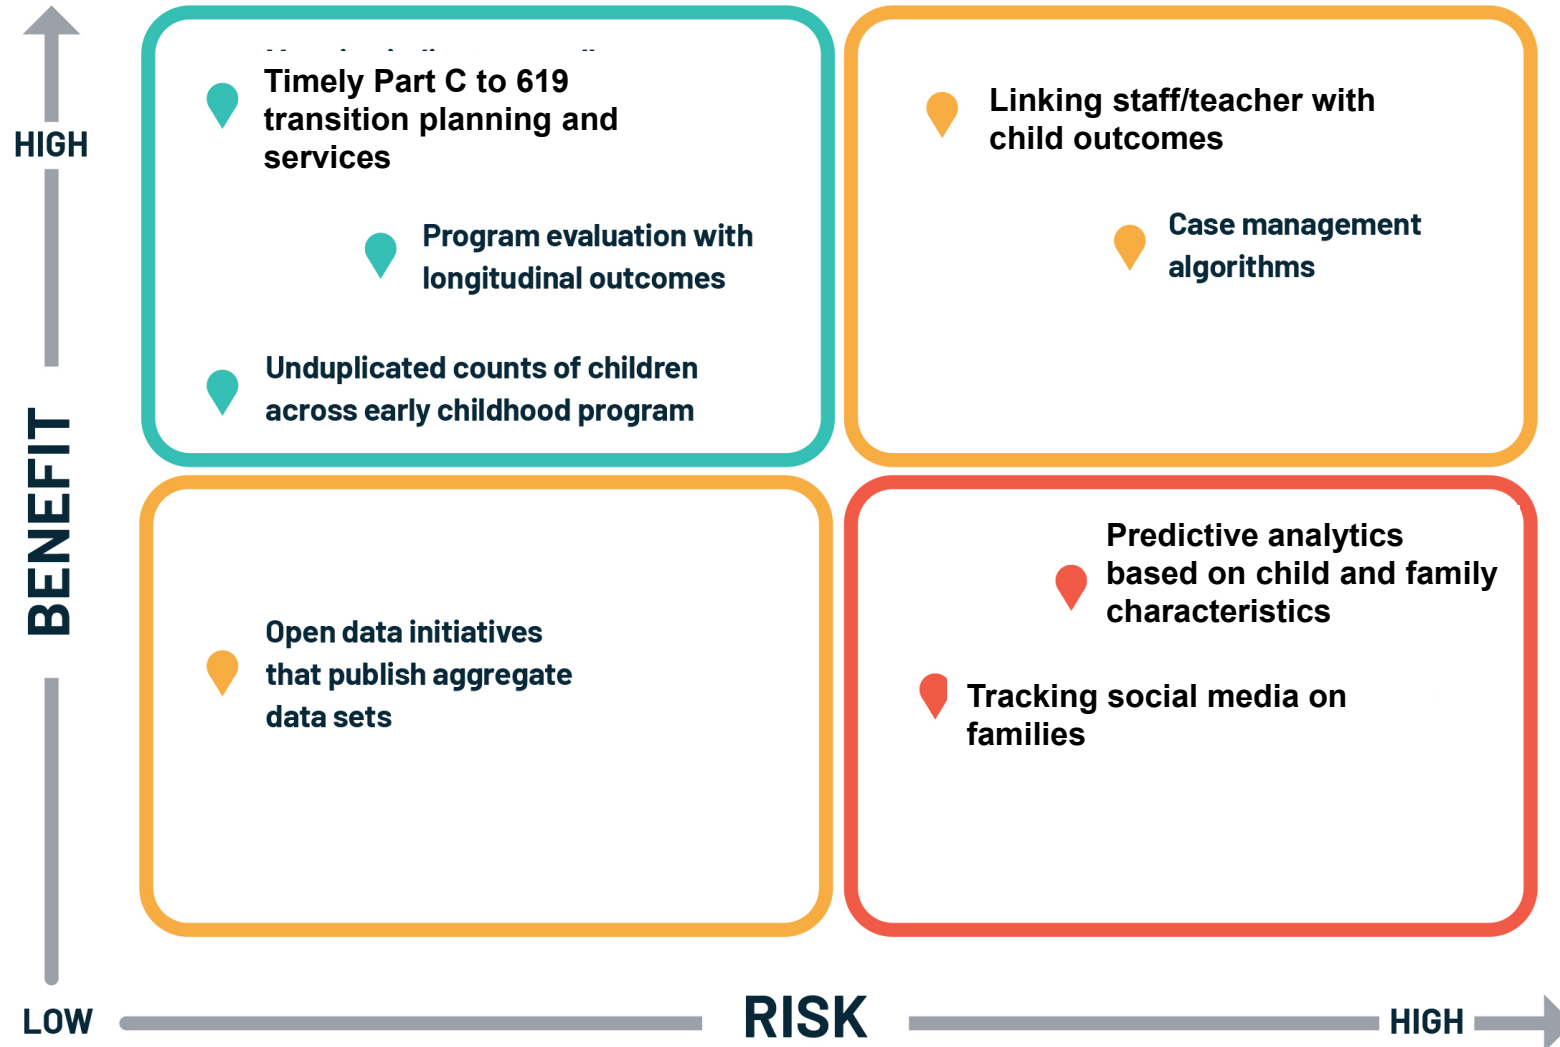 Timely Part C to 619
transition planning and
services
Linking staff/teacher with
child outcomes
HIGH
Program evaluation with
longitudinal outcomes
Case management
algorithms
Unduplicated counts of children
across early childhood program
BENEFIT
Predictive analytics
based on child and family
characteristics
Open data initiatives
that publish aggregate
data sets
Tracking social media on
families
LOW
RISK
HIGH